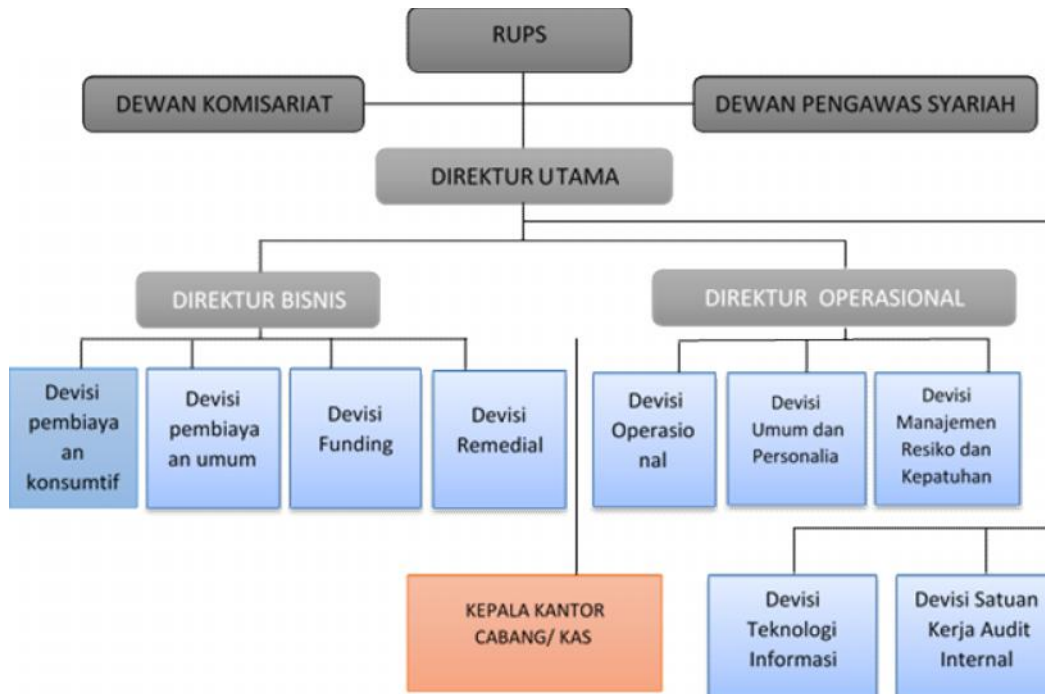 RUPS
DEWAN KOMISARIAT
DEWAN PENGAWAS SYARIAH
DIREKTUR UTAMA
DIREKTUR BISNIS
DIREKTUR OPERASIONAL
Devisi
pembiaya
an
konsumtif
Devisi
pembiaya
an umum
Devisi
Funding
Devisi
Remedial
Devisi
Operasio
nal
Devisi
Umum dan
Personalia
Devisi
Manajemen
Resiko dan
Kepatuhan
KEPALA KANTOR
CABANG/ KAS
Devisi
Teknologi
Informasi
Devisi Satuan
Kerja Audit
Internal